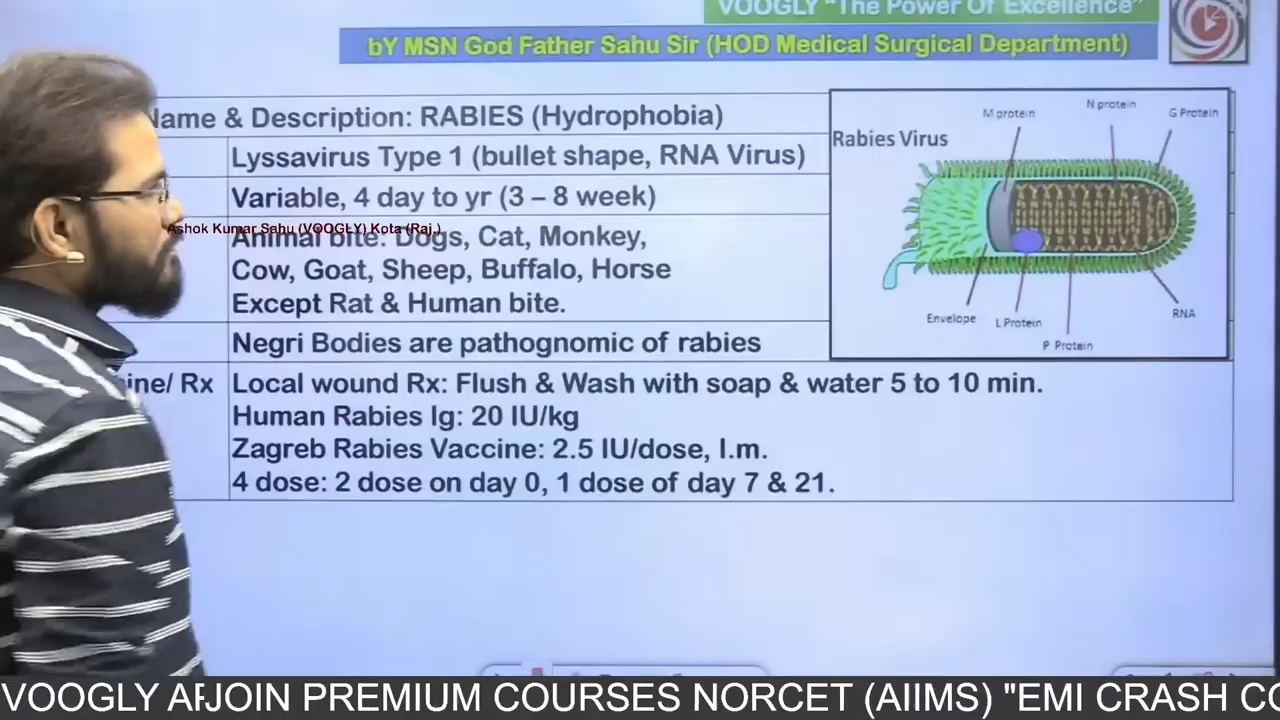 VOOGLY "The Power Of Excellence"
bY MSN God Father Sahu Sir (HOD Medical Surgical Department)
Name & Description: RABIES (Hydrophobia)
Lyssavirus Type 1 (bullet shape, RNA Virus)
Variable, 4 day to yr (3 – 8 week)
Ashok Kumar Sahu (VOOGLY) Kota (Raj.)
Animal bite: Dogs, Cat, Monkey,
Cow, Goat, Sheep, Buffalo, Horse
Except Rat & Human bite.
Negri Bodies are pathognomic of rabies
ine/ Rx
Local wound Rx: Flush & Wash with soap & water 5 to 10 min.
Human Rabies Ig: 20 IU/kg
Zagreb Rabies Vaccine: 2.5 IU/dose, I.m.
4 dose: 2 dose on day 0, 1 dose of day 7 & 21.
Rabies Virus
M protein
N protein
G Protein
Envelope
L Protein
P Protein
RNA
VOOGLY AP
JOIN PREMIUM COURSES NORCET (AIIMS) "EMI CRASH CO